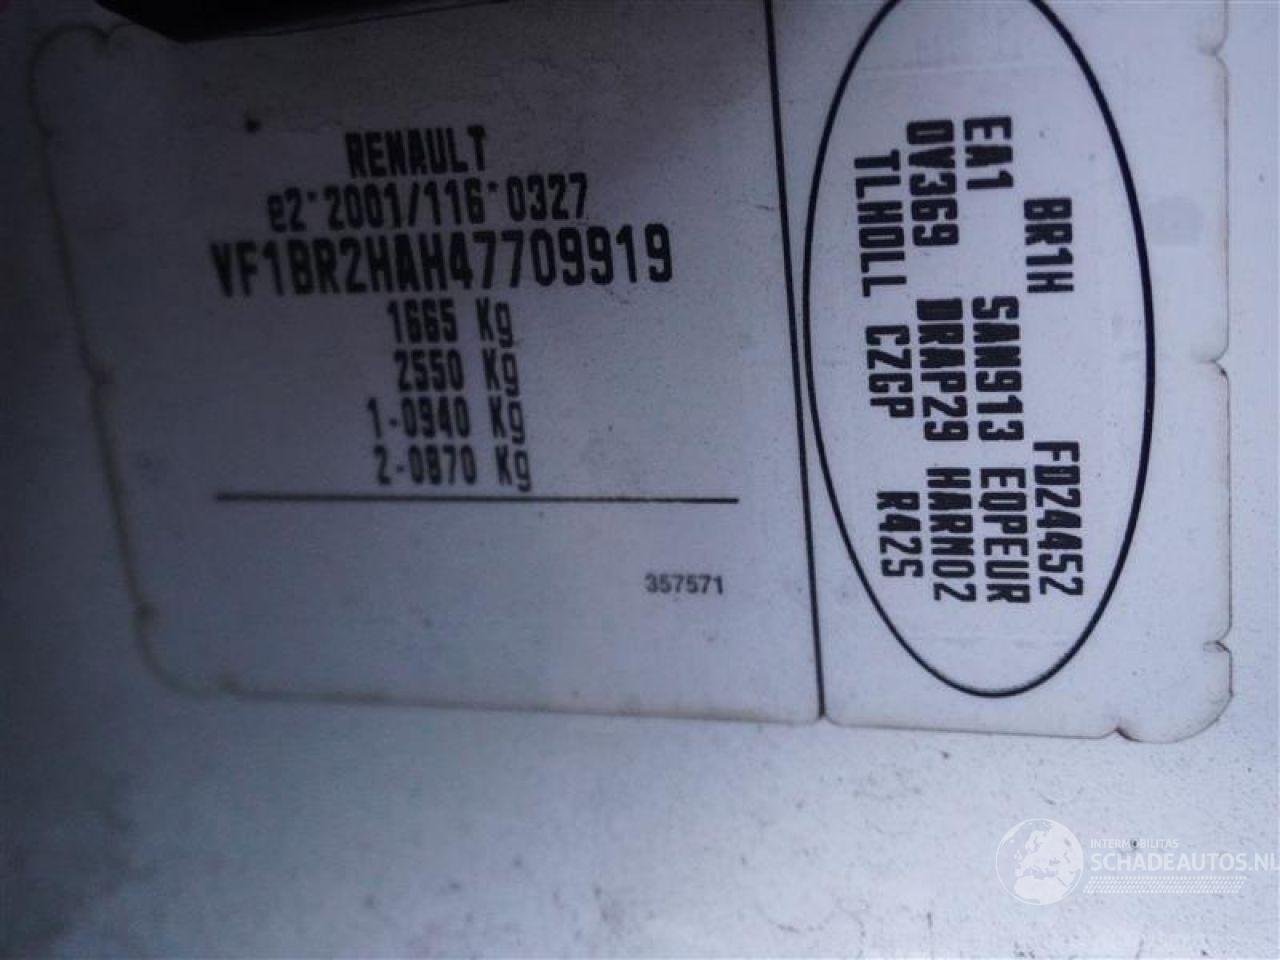 RENAULT
e2*2001/116*0327
VF1BR2HAH47709919
1665 Kg
2550 Kg
1-0940 Kg
2-0870 Kg
357571
BR1H FD24452
EA1 SAN913 EQPEUR
OV369 DRAP29 HARM02
TLHOLL CZGP R425
INTERMOBILITAS
SCHADEAUTOS.NL